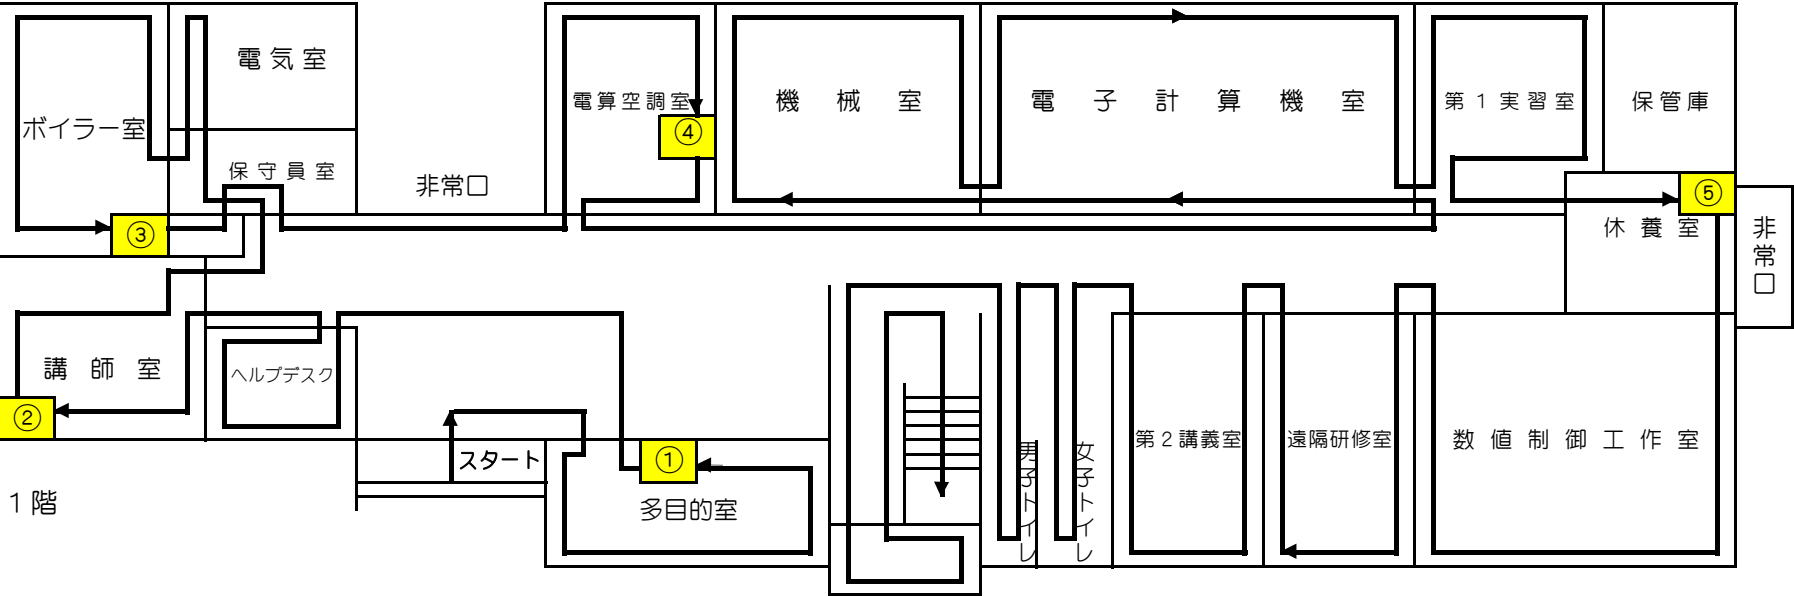 電気室
電算空調室
機械室
電子計算機室
第1実習室
保管庫
ボイラー室
④
保守員室
非常口
⑤
③
休養室
非常口
講師室
ヘルプデスク
②
スタート
①
男子トイレ
女子トイレ
第2講義室
遠隔研修室
数値制御工作室
1階
多目的室